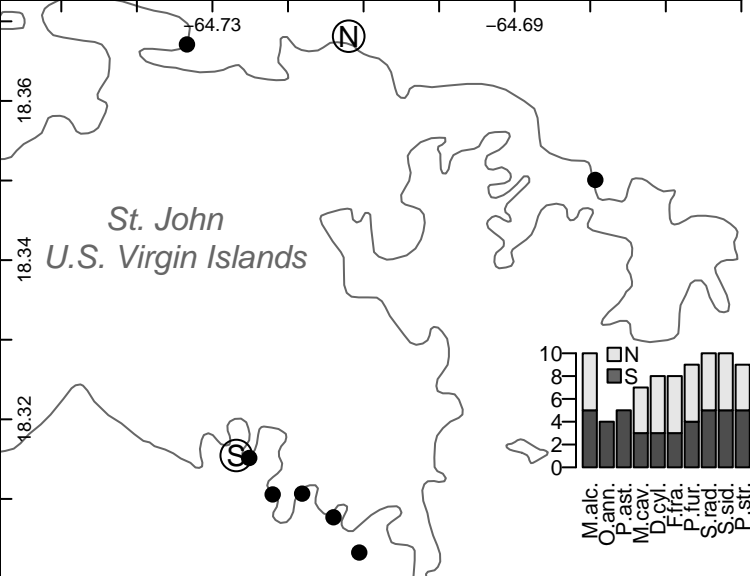 −64.73
−64.69
N
18.36
St. John
U.S. Virgin Islands
18.34
18.32
S
10
8
6
4
2
0
N
S
M.alc.
O.ann.
P.ast.
M.cav.
D.cyl.
F.fra.
P.fur.
S.rad.
S.sid.
P.str.